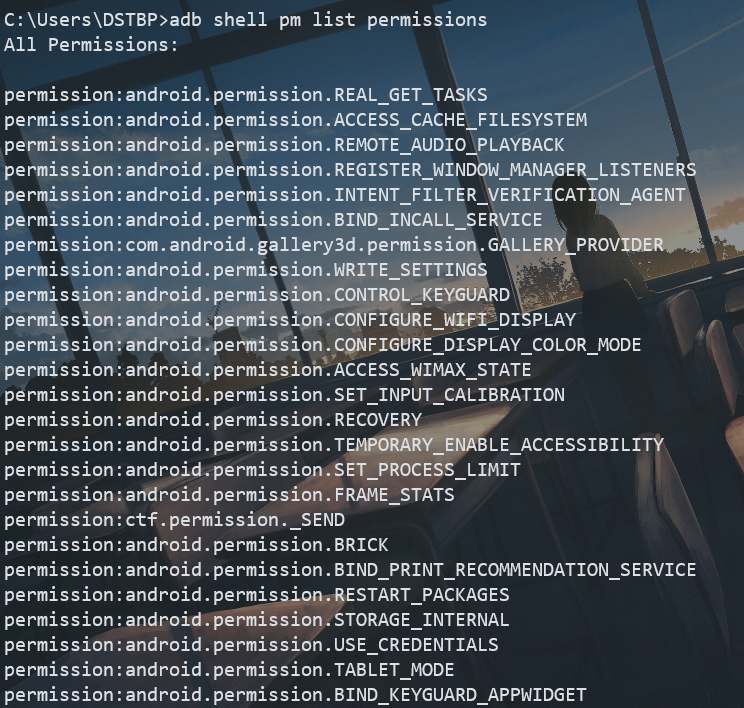 C:\Users\DSTBP>adb shell pm list permissions
All Permissions:
permission:android.permission.REAL_GET_TASKS
permission:android.permission.ACCESS_CACHE_FILESYSTEM
permission:android.permission.REMOTE_AUDIO_PLAYBACK
permission:android.permission.REGISTER_WINDOW_MANAGER_LISTENERS
permission:android.permission.INTENT_FILTER_VERIFICATION_AGENT
permission:android.permission.BIND_INCALL_SERVICE
permission:com.android.gallery3d.permission.GALLERY_PROVIDER
permission:android.permission.WRITE_SETTINGS
permission:android.permission.CONTROL_KEYGUARD
permission:android.permission.CONFIGURE_WIFI_DISPLAY
permission:android.permission.CONFIGURE_DISPLAY_COLOR_MODE
permission:android.permission.ACCESS_WIMAX_STATE
permission:android.permission.SET_INPUT_CALIBRATION
permission:android.permission.RECOVERY
permission:android.permission.TEMPORARY_ENABLE_ACCESSIBILITY
permission:android.permission.SET_PROCESS_LIMIT
permission:android.permission.FRAME_STATS
permission:ctf.permission._SEND
permission:android.permission.BRICK
permission:android.permission.BIND_PRINT_RECOMMENDATION_SERVICE
permission:android.permission.RESTART_PACKAGES
permission:android.permission.STORAGE_INTERNAL
permission:android.permission.USE_CREDENTIALS
permission:android.permission.TABLET_MODE
permission:android.permission.BIND_KEYGUARD_APPWIDGET